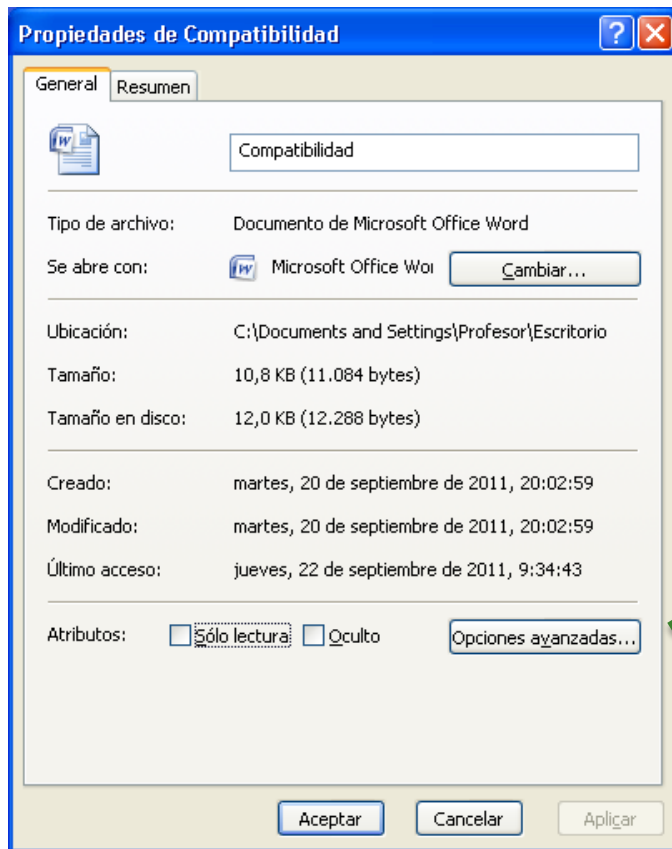 Propiedades de Compatibilidad
General Resumen
Compatibilidad
Tipo de archivo: Documento de Microsoft Office Word
Se abre con: Microsoft Office Wor Cambiar...
Ubicación: C:\Documents and Settings\Profesor\Escritorio
Tamaño: 10,8 KB (11.084 bytes)
Tamaño en disco: 12,0 KB (12.288 bytes)
Creado: martes, 20 de septiembre de 2011, 20:02:59
Modificado: martes, 20 de septiembre de 2011, 20:02:59
Último acceso: jueves, 22 de septiembre de 2011, 9:34:43
Atributos: Sólo lectura Oculto Opciones avanzadas...
Aceptar Cancelar Aplicar